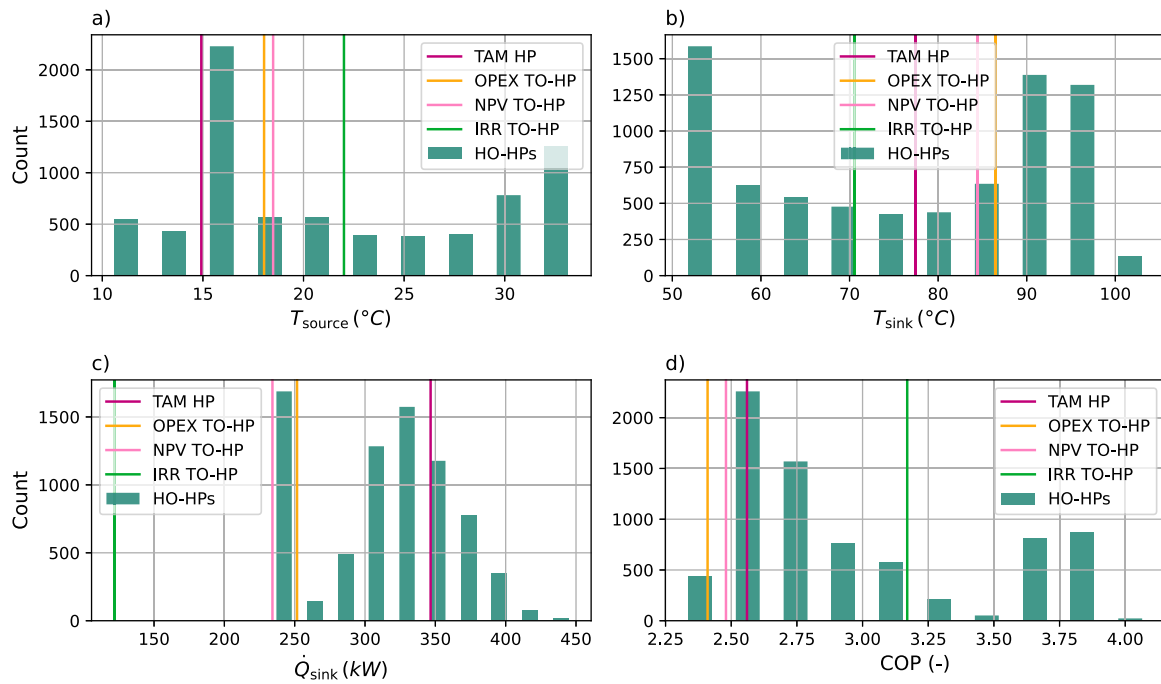 a)
Count
2000
1500
1000
500
0
10 15 20 25 30
T_source (°C)
TAM HP
OPEX TO-HP
NPV TO-HP
IRR TO-HP
HO-HPs
b)
1500
1250
1000
750
500
250
0
50 60 70 80 90 100
T_sink (°C)
TAM HP
OPEX TO-HP
NPV TO-HP
IRR TO-HP
HO-HPs
c)
Count
1500
1000
500
0
150 200 250 300 350 400 450
Q̇_sink (kW)
TAM HP
OPEX TO-HP
NPV TO-HP
IRR TO-HP
HO-HPs
d)
2000
1500
1000
500
0
2.25 2.50 2.75 3.00 3.25 3.50 3.75 4.00
COP (-)
TAM HP
OPEX TO-HP
NPV TO-HP
IRR TO-HP
HO-HPs